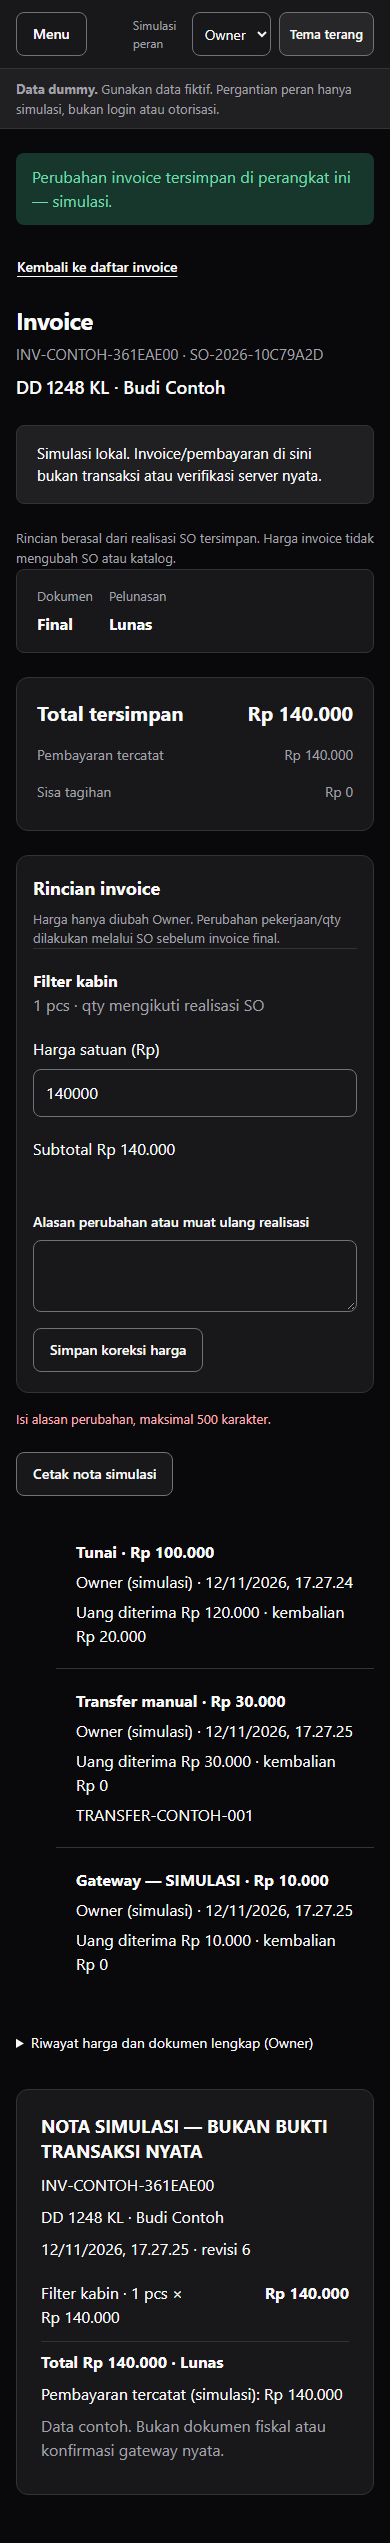 Menu
Simulasi
peran
Owner
Tema terang
Data dummy. Gunakan data fiktif. Pergantian peran hanya
simulasi, bukan login atau otorisasi.
Perubahan invoice tersimpan di perangkat ini
— simulasi.
Kembali ke daftar invoice
Invoice
INV-CONTOH-361EAE00 · SO-2026-10C79A2D
DD 1248 KL · Budi Contoh
Simulasi lokal. Invoice/pembayaran di sini
bukan transaksi atau verifikasi server nyata.
Rincian berasal dari realisasi SO tersimpan. Harga invoice tidak
mengubah SO atau katalog.
Dokumen Pelunasan
Final Lunas
Total tersimpan Rp 140.000
Pembayaran tercatat Rp 140.000
Sisa tagihan Rp 0
Rincian invoice
Harga hanya diubah Owner. Perubahan pekerjaan/qty
dilakukan melalui SO sebelum invoice final.
Filter kabin
1 pcs · qty mengikuti realisasi SO
Harga satuan (Rp)
140000
Subtotal Rp 140.000
Alasan perubahan atau muat ulang realisasi
Simpan koreksi harga
Isi alasan perubahan, maksimal 500 karakter.
Cetak nota simulasi
Tunai · Rp 100.000
Owner (simulasi) · 12/11/2026, 17.27.24
Uang diterima Rp 120.000 · kembalian
Rp 20.000
Transfer manual · Rp 30.000
Owner (simulasi) · 12/11/2026, 17.27.25
Uang diterima Rp 30.000 · kembalian
Rp 0
TRANSFER-CONTOH-001
Gateway — SIMULASI · Rp 10.000
Owner (simulasi) · 12/11/2026, 17.27.25
Uang diterima Rp 10.000 · kembalian
Rp 0
Riwayat harga dan dokumen lengkap (Owner)
NOTA SIMULASI — BUKAN BUKTI
TRANSAKSI NYATA
INV-CONTOH-361EAE00
DD 1248 KL · Budi Contoh
12/11/2026, 17.27.25 · revisi 6
Filter kabin · 1 pcs × Rp 140.000
Rp 140.000
Total Rp 140.000 · Lunas
Pembayaran tercatat (simulasi): Rp 140.000
Data contoh. Bukan dokumen fiskal atau
konfirmasi gateway nyata.